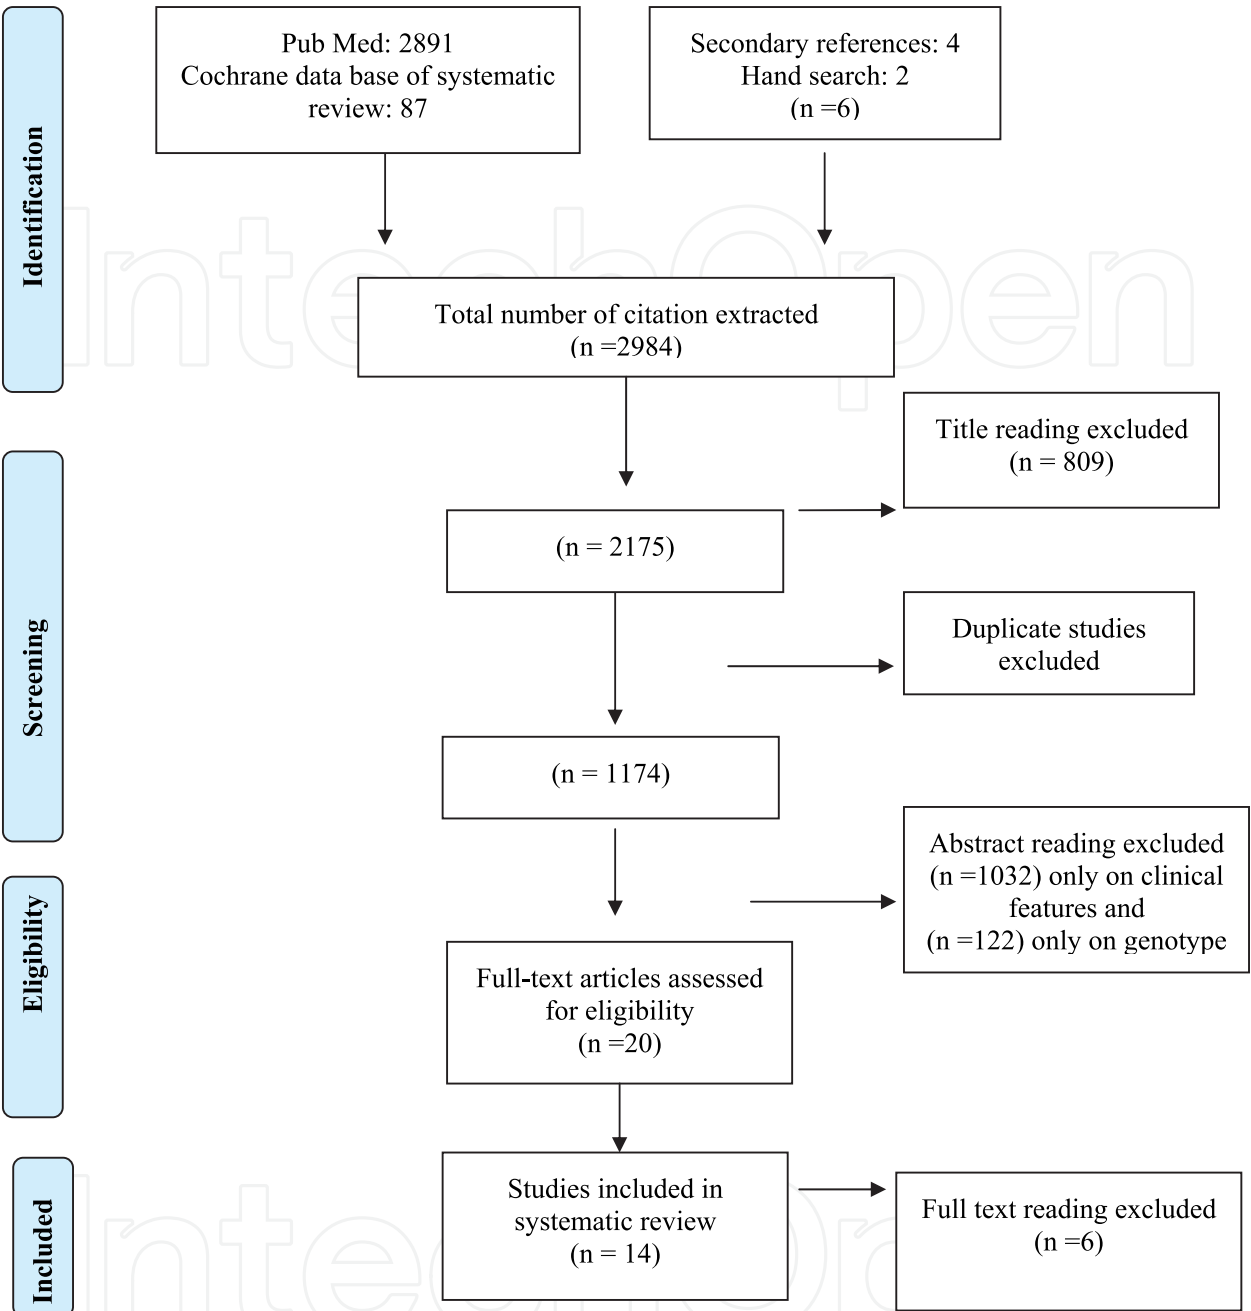 Identification
Pub Med: 2891
Cochrane data base of systematic
review: 87
Secondary references: 4
Hand search: 2
(n =6)
Total number of citation extracted
(n =2984)
Title reading excluded
(n = 809)
Screening
(n = 2175)
Duplicate studies
excluded
(n = 1174)
Abstract reading excluded
(n =1032) only on clinical
features and
(n =122) only on genotype
Eligibility
Full-text articles assessed
for eligibility
(n =20)
Included
Studies included in
systematic review
(n = 14)
Full text reading excluded
(n =6)
IntechOpen
IntechOpen